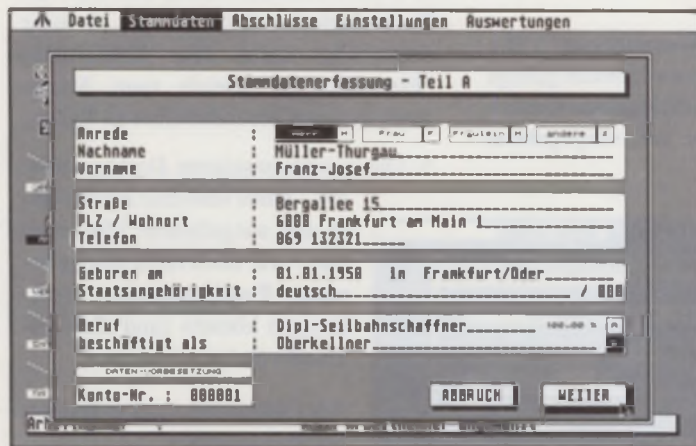 Datei Stammdaten Abschlüsse Einstellungen Auswertungen
Stammdatenerfassung - Teil A
Anrede : Herr H Frau F Fräulein M andere Z
Nachname : Müller-Thurgau
Vorname : Franz-Josef
Straße : Bergallee 15
PLZ / Wohnort : 6000 Frankfurt am Main 1
Telefon : 069 132321
Geboren am : 01.01.1950 in Frankfurt/Oder
Staatsangehörigkeit : deutsch / 000
Beruf : Dipl-Seilbahnschaffner 100.00 % A
beschäftigt als : Oberkellner
DATEN-VORBESETZUNG
Konto-Nr. : 000001 ABBRUCH WEITER